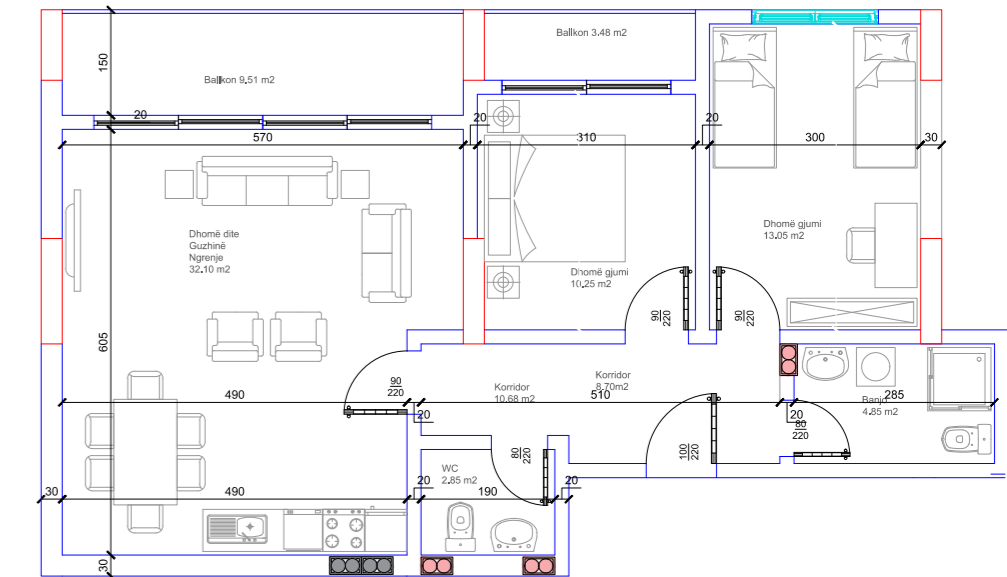 Ballkon 3.48 m2
150
Ballkon 9.51 m2
20
20
20
570
310
300
30
Dhomë dite
Guzhinë
Ngrenje
32.10 m2
Dhomë gjumi
13.05 m2
Dhomë gjumi
10.25 m2
90
220
90
220
605
90
220
Korridor
10.68 m2
Korridor
8.70m2
Banjo
4.85 m2
490
510
285
20
20
80
220
80
220
100
220
WC
2.85 m2
20
20
30
490
190
30